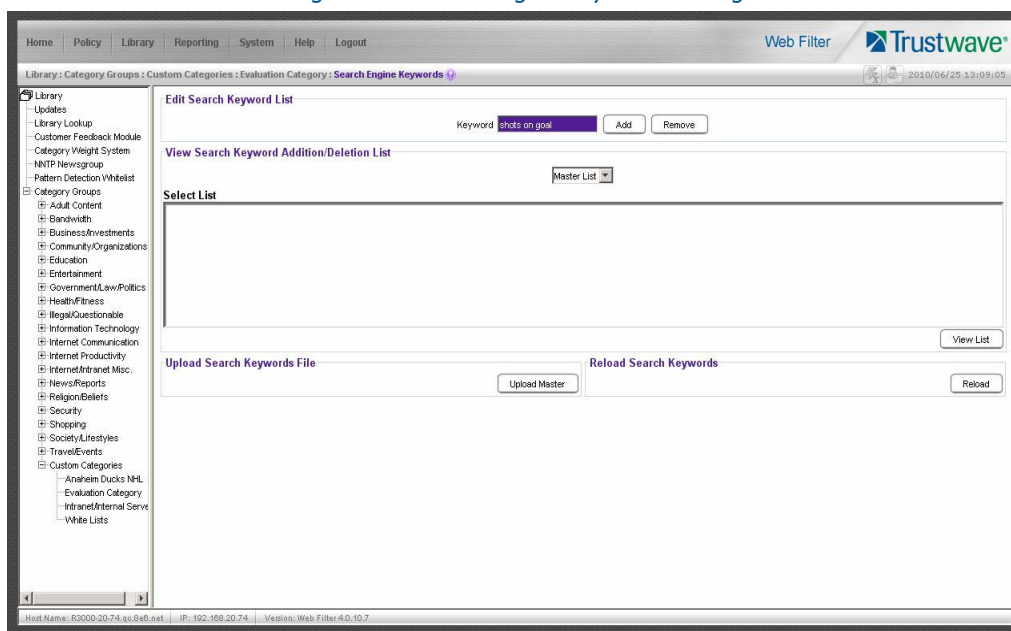 Home Policy Library Reporting System Help Logout
Web Filter
Trustwave®
Library : Category Groups : Custom Categories : Evaluation Category : Search Engine Keywords
2010/06/25 13:09:05
Library
Updates
Library Lookup
Customer Feedback Module
Category Weight System
NNTP Newsgroup
Pattern Detection Whitelist
Category Groups
Adult Content
Bandwidth
Business/Investments
Community/Organizations
Education
Entertainment
Government/Law/Politics
Health/Fitness
Illegal/Questionable
Information Technology
Internet Communication
Internet Productivity
Internet/Intranet Misc.
News/Reports
Religion/Beliefs
Security
Shopping
Society/Lifestyles
Travel/Events
Custom Categories
Anaheim Ducks NHL
Evaluation Category
Intranet/Internal Serve
White Lists
Edit Search Keyword List
Keyword shots on goal Add Remove
View Search Keyword Addition/Deletion List
Master List
Select List
View List
Upload Search Keywords File
Upload Master
Reload Search Keywords
Reload
Host Name: R3000-20-74.qc.8e6.net IP: 192.168.20.74 Version: Web Filter 4.0.10.7